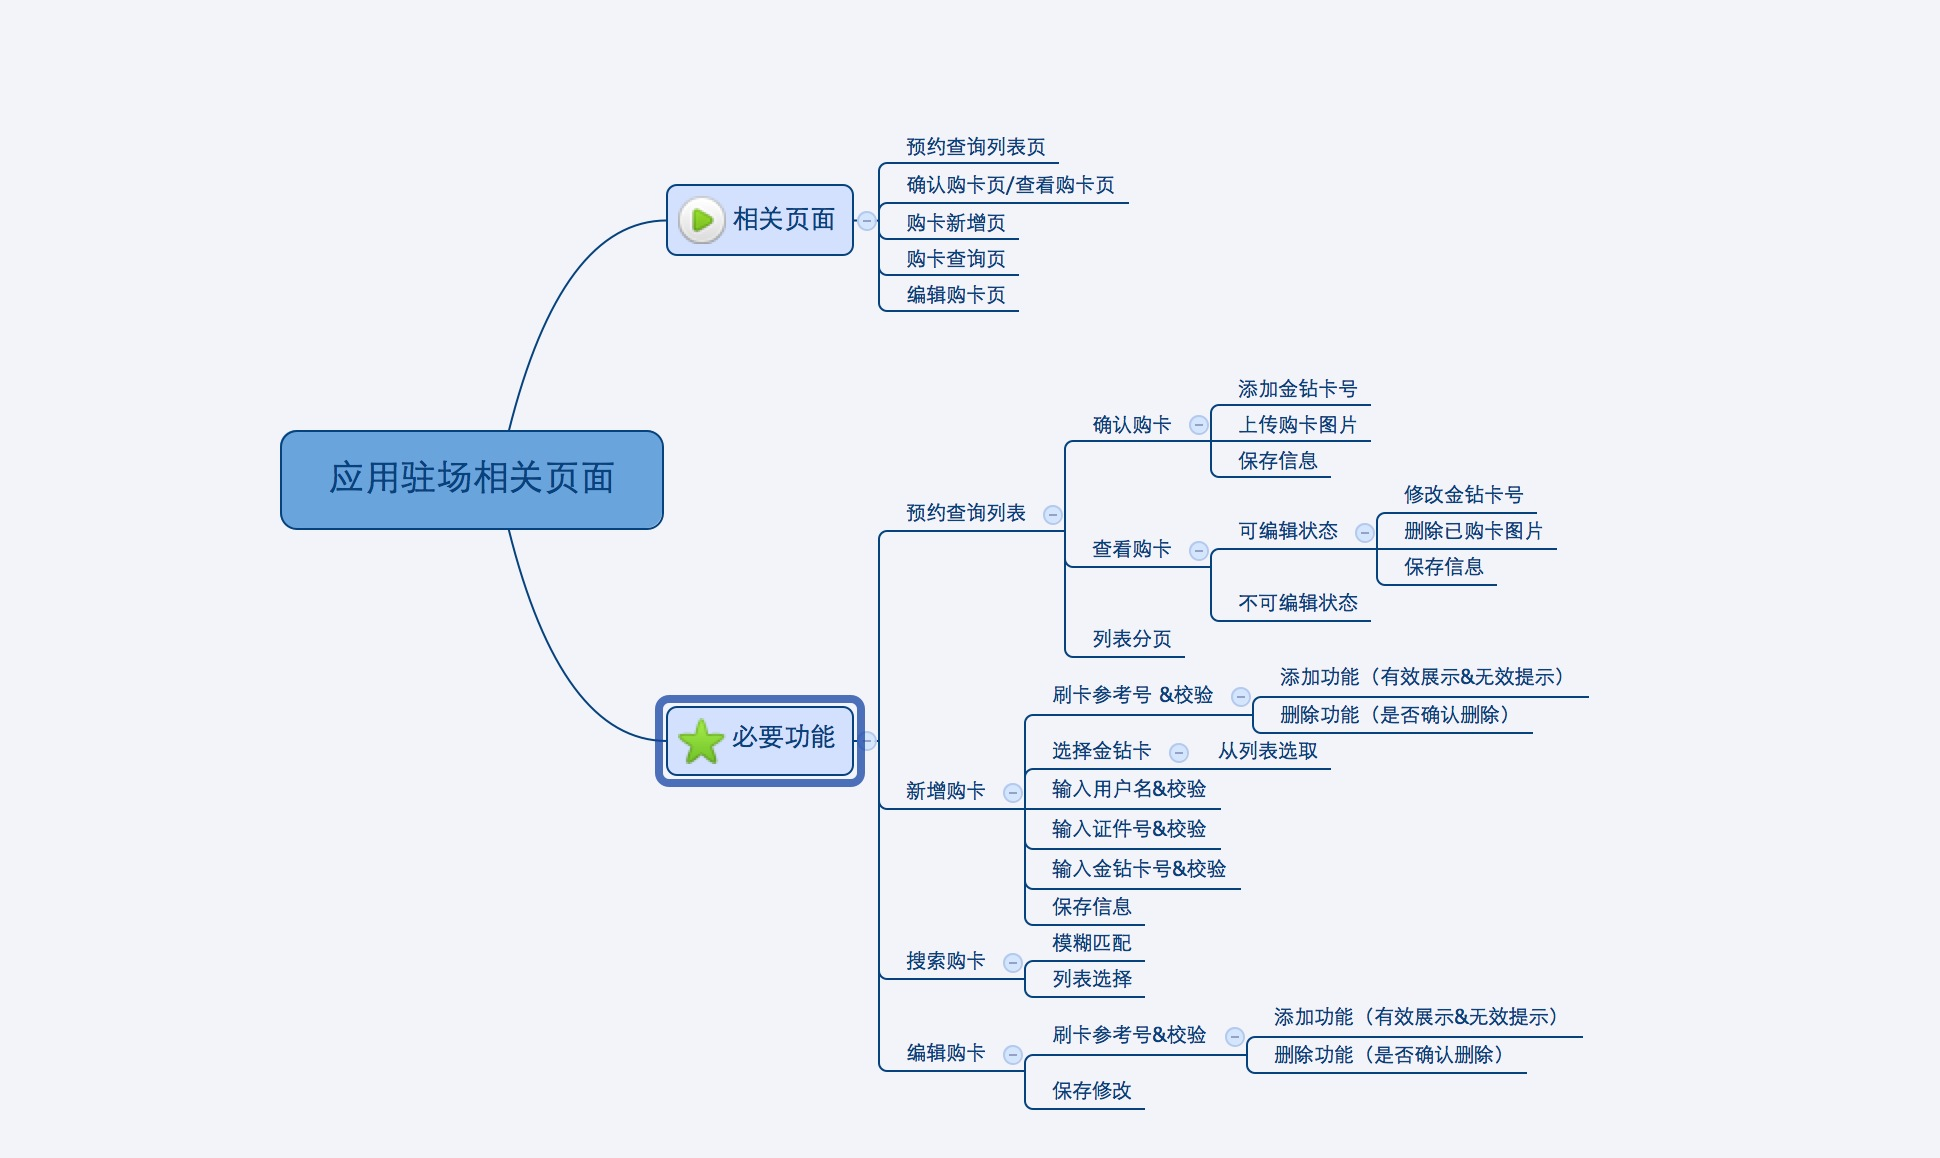 应用驻场相关页面
相关页面
预约查询列表页
确认购卡页/查看购卡页
购卡新增页
购卡查询页
编辑购卡页
必要功能
预约查询列表
确认购卡
添加金钻卡号
上传购卡图片
保存信息
查看购卡
可编辑状态
修改金钻卡号
删除已购卡图片
保存信息
不可编辑状态
列表分页
新增购卡
刷卡参考号 &校验
添加功能（有效展示&无效提示）
删除功能（是否确认删除）
选择金钻卡
从列表选取
输入用户名&校验
输入证件号&校验
输入金钻卡号&校验
保存信息
搜索购卡
模糊匹配
列表选择
编辑购卡
刷卡参考号&校验
添加功能（有效展示&无效提示）
删除功能（是否确认删除）
保存修改